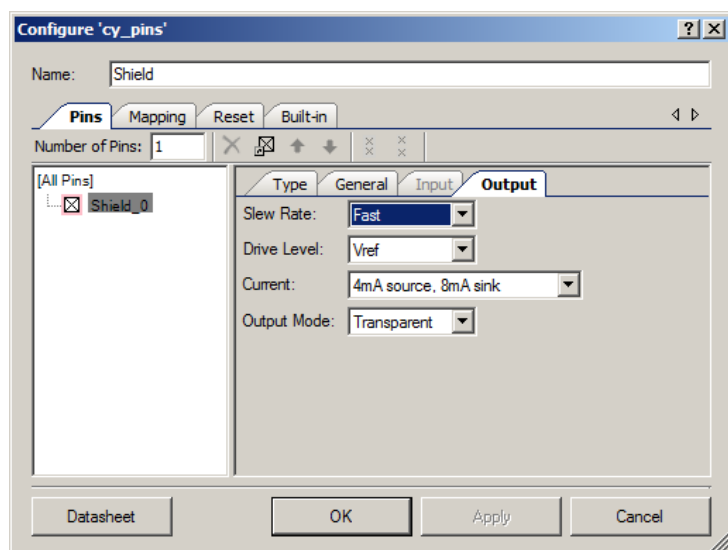 Configure 'cy_pins'
Name: Shield
Pins Mapping Reset Built-in
Number of Pins: 1
[All Pins]
Shield_0
Type General Input Output
Slew Rate: Fast
Drive Level: Vref
Current: 4mA source, 8mA sink
Output Mode: Transparent
Datasheet OK Apply Cancel